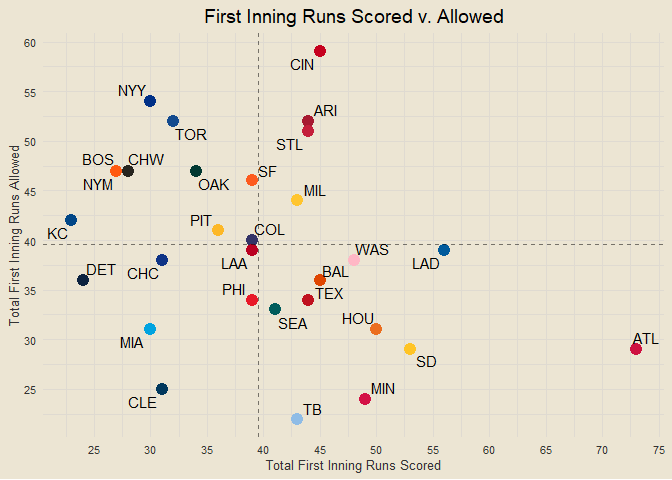 First Inning Runs Scored v. Allowed
Total First Inning Runs Allowed
60
55
50
45
40
35
30
25
CIN
NYY
ARI
TOR
STL
BOS
CHW
NYM
OAK
SF
MIL
KC
PIT
COL
LAA
WAS
LAD
DET
CHC
BAL
PHI
TEX
SEA
HOU
MIA
ATL
SD
CLE
MIN
TB
25
30
35
40
45
50
55
60
65
70
75
Total First Inning Runs Scored